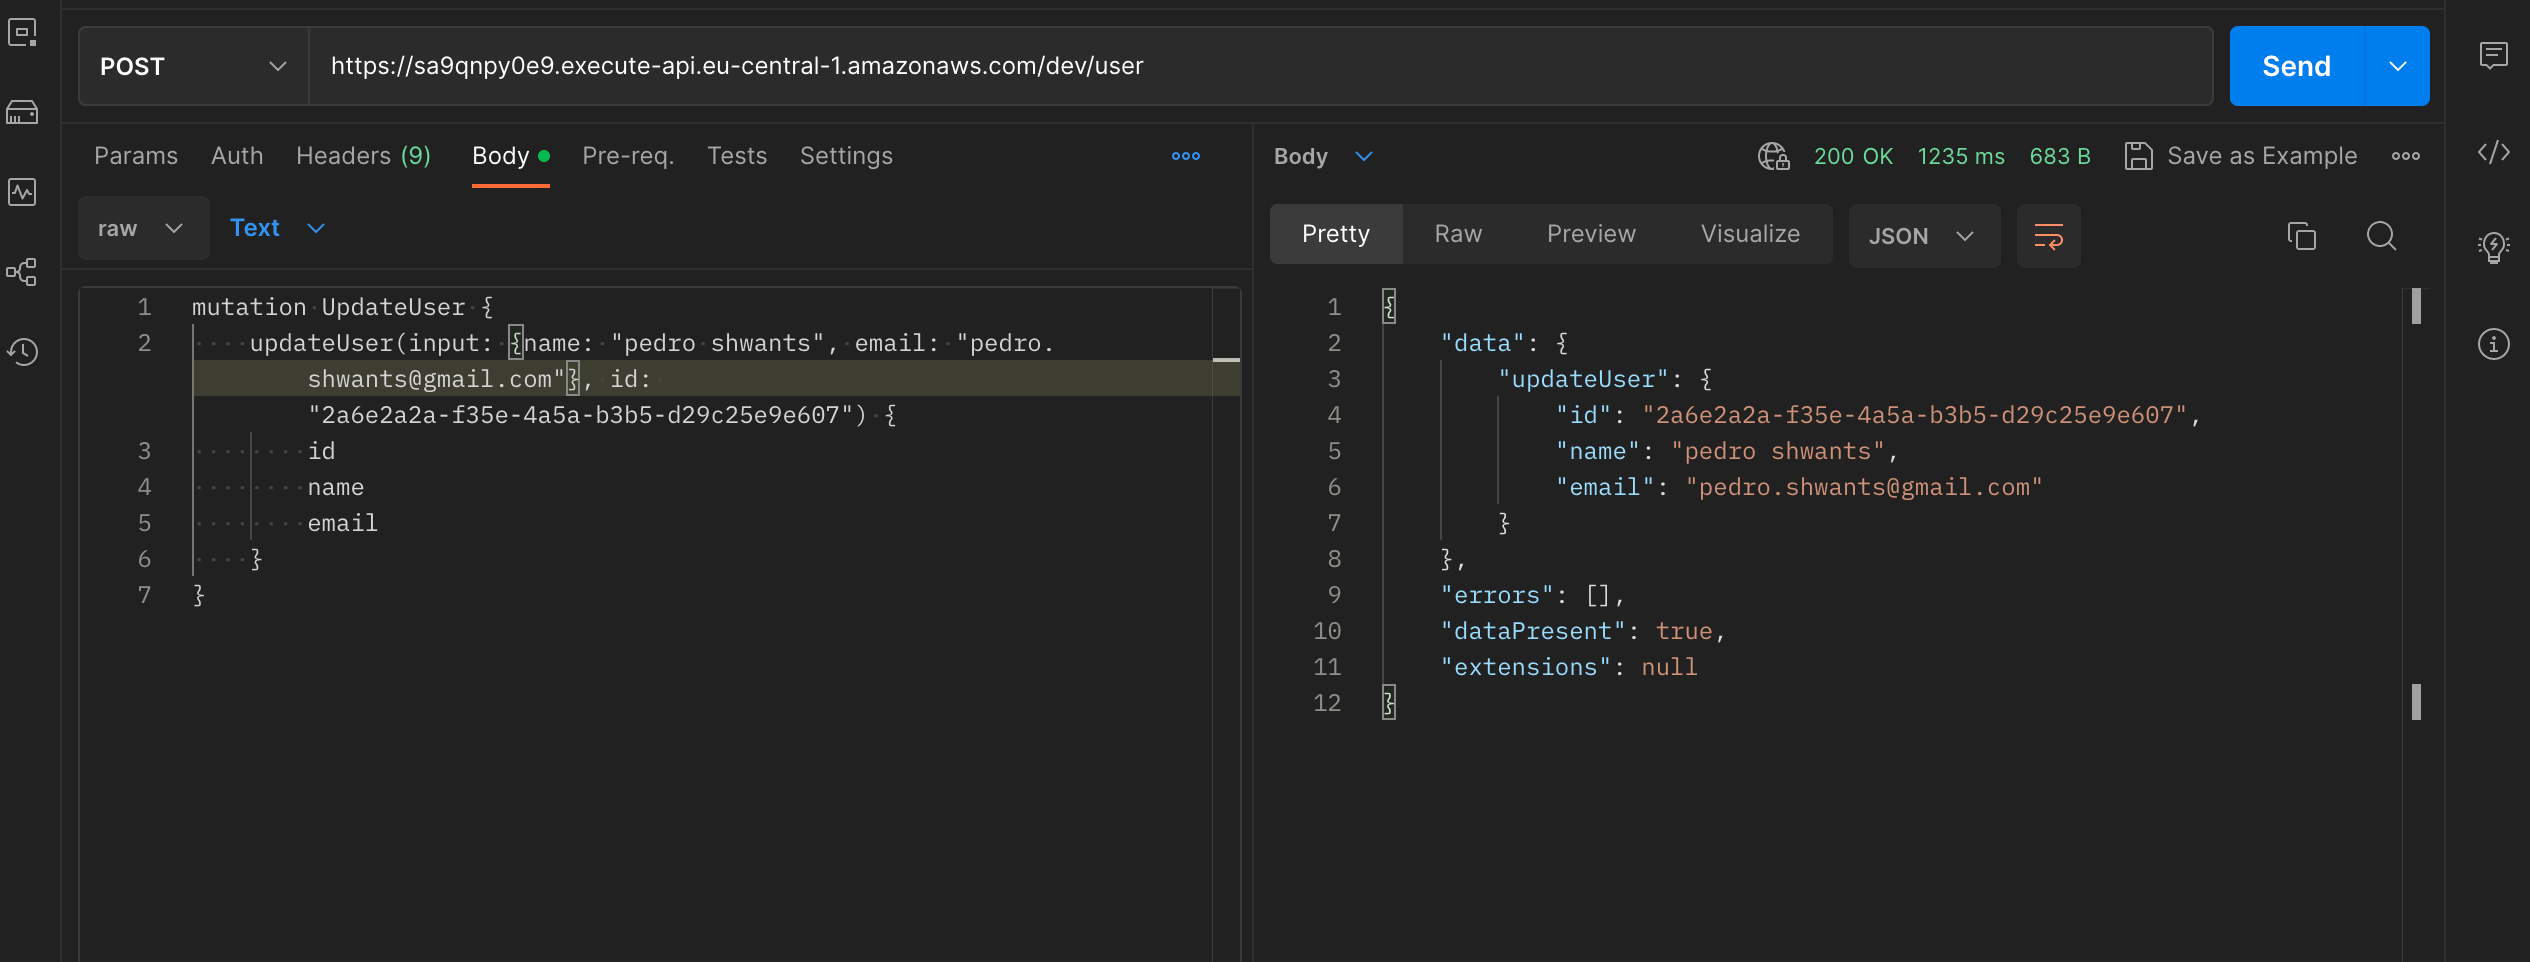 POST
https://sa9qnpy0e9.execute-api.eu-central-1.amazonaws.com/dev/user
Send
Params Auth Headers (9) Body Pre-req. Tests Settings
raw Text
1 mutation UpdateUser {
2 updateUser(input: {name: "pedro shwants", email: "pedro.
shwants@gmail.com"}, id:
"2a6e2a2a-f35e-4a5a-b3b5-d29c25e9e607") {
3 id
4 name
5 email
6 }
7 }
Body 200 OK 1235 ms 683 B Save as Example
Pretty Raw Preview Visualize JSON
1 {
2 "data": {
3 "updateUser": {
4 "id": "2a6e2a2a-f35e-4a5a-b3b5-d29c25e9e607",
5 "name": "pedro shwants",
6 "email": "pedro.shwants@gmail.com"
7 }
8 },
9 "errors": [],
10 "dataPresent": true,
11 "extensions": null
12 }